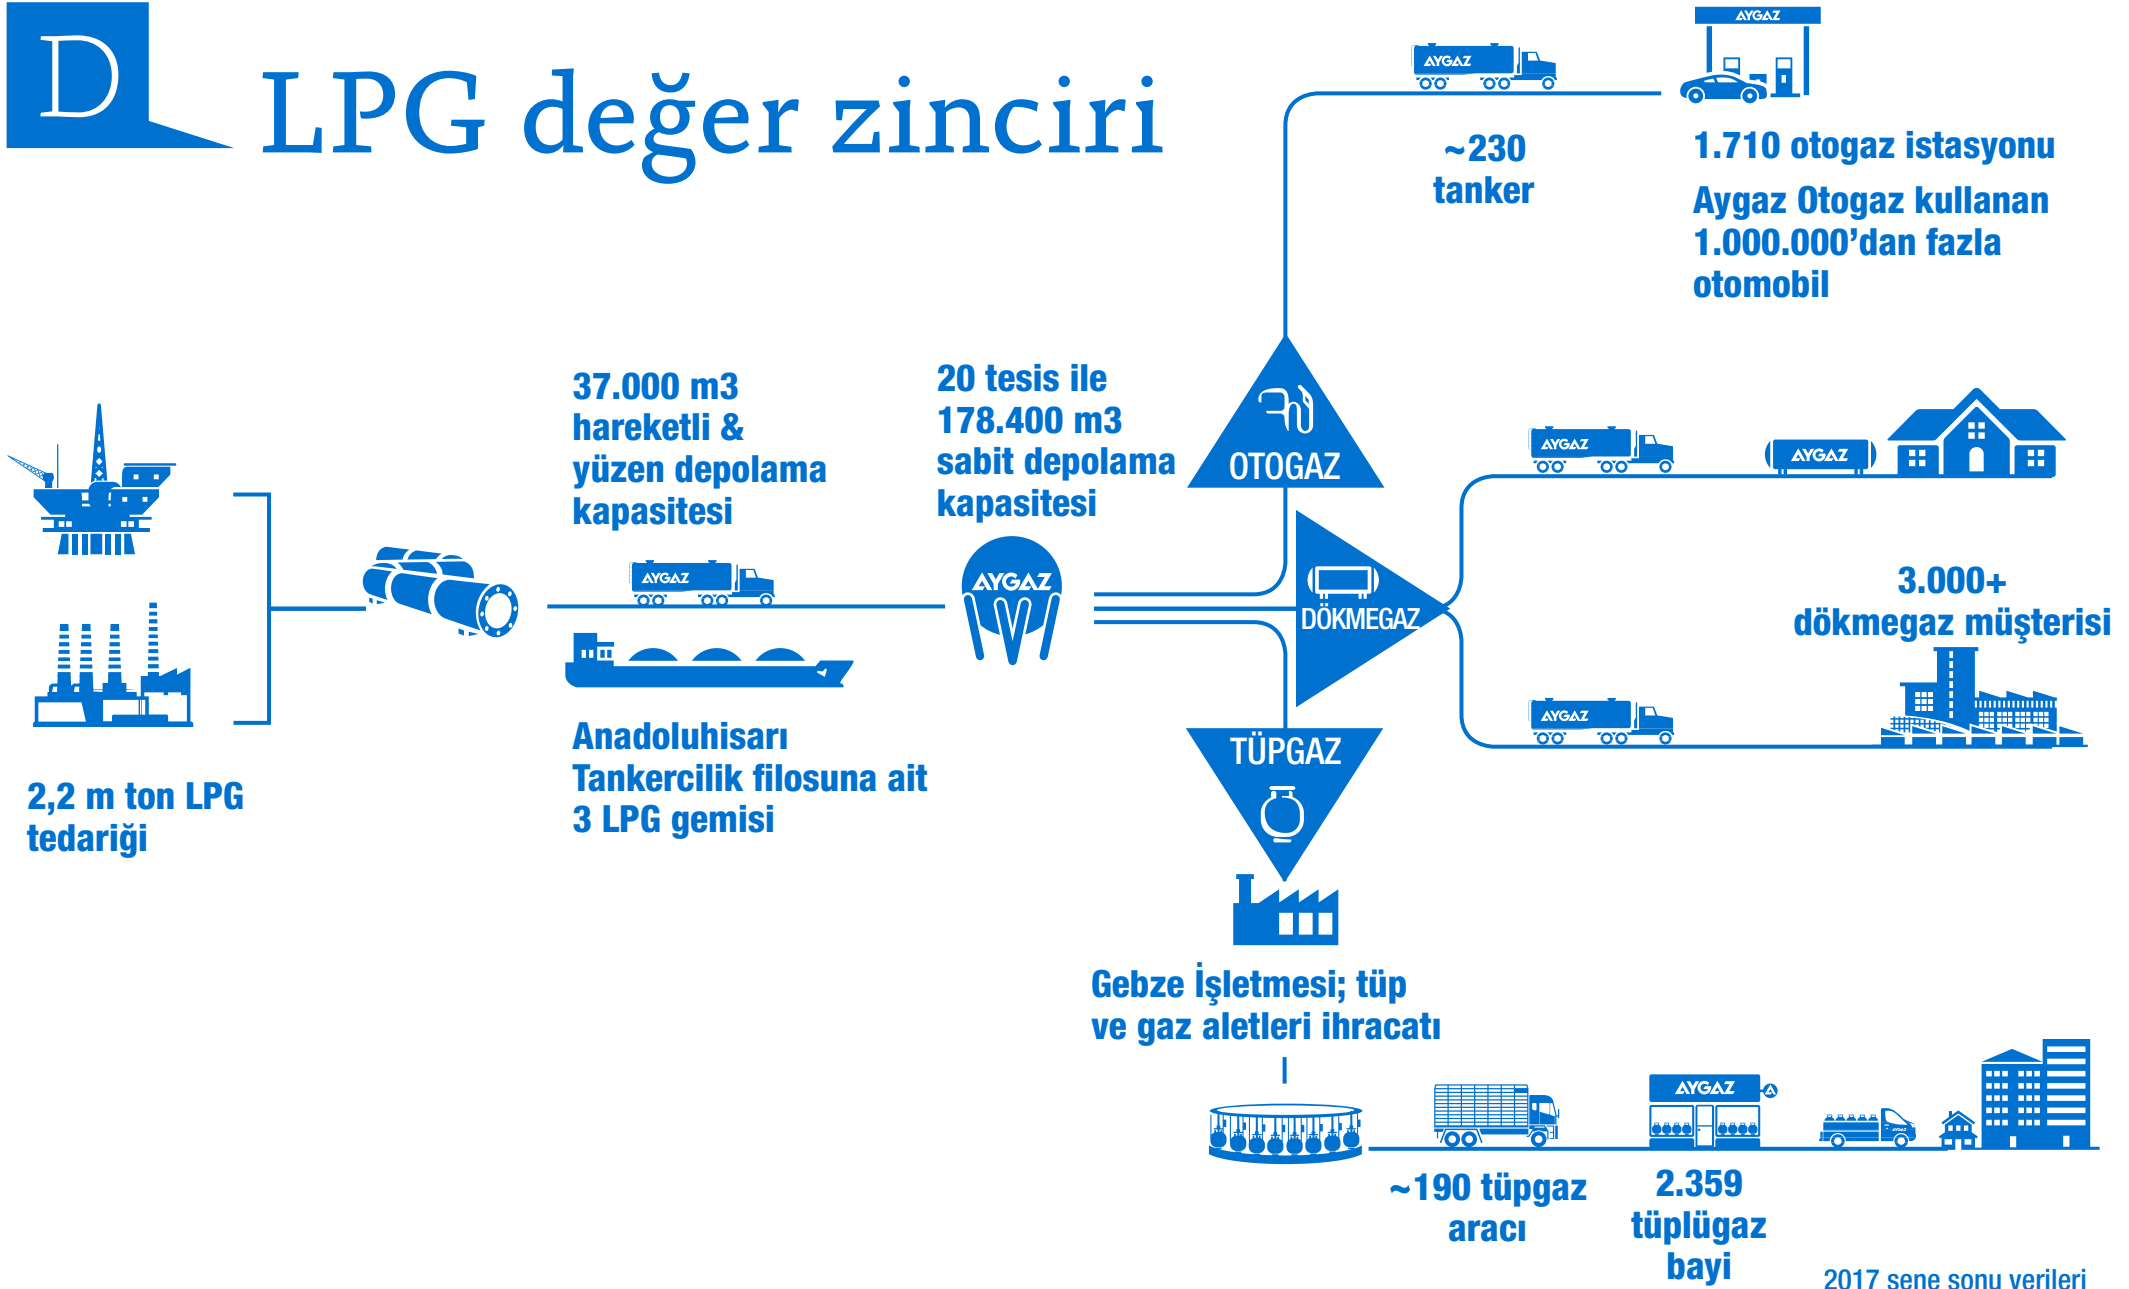 D
LPG değer zinciri
AYGAZ
AYGAZ
~230
tanker
1.710 otogaz istasyonu
Aygaz Otogaz kullanan
1.000.000’dan fazla
otomobil
37.000 m3
hareketli &
yüzen depolama
kapasitesi
20 tesis ile
178.400 m3
sabit depolama
kapasitesi
OTOGAZ
AYGAZ
AYGAZ
AYGAZ
AYGAZ
DÖKMEGAZ
3.000+
dökmegaz müşterisi
AYGAZ
Anadoluhisarı
Tankercilik filosuna ait
3 LPG gemisi
2,2 m ton LPG
tedariği
TÜPGAZ
Gebze İşletmesi; tüp
ve gaz aletleri ihracatı
AYGAZ
AYGAZ
~190 tüpgaz
aracı
2.359
tüplügaz
bayi
2017 sene sonu verileri